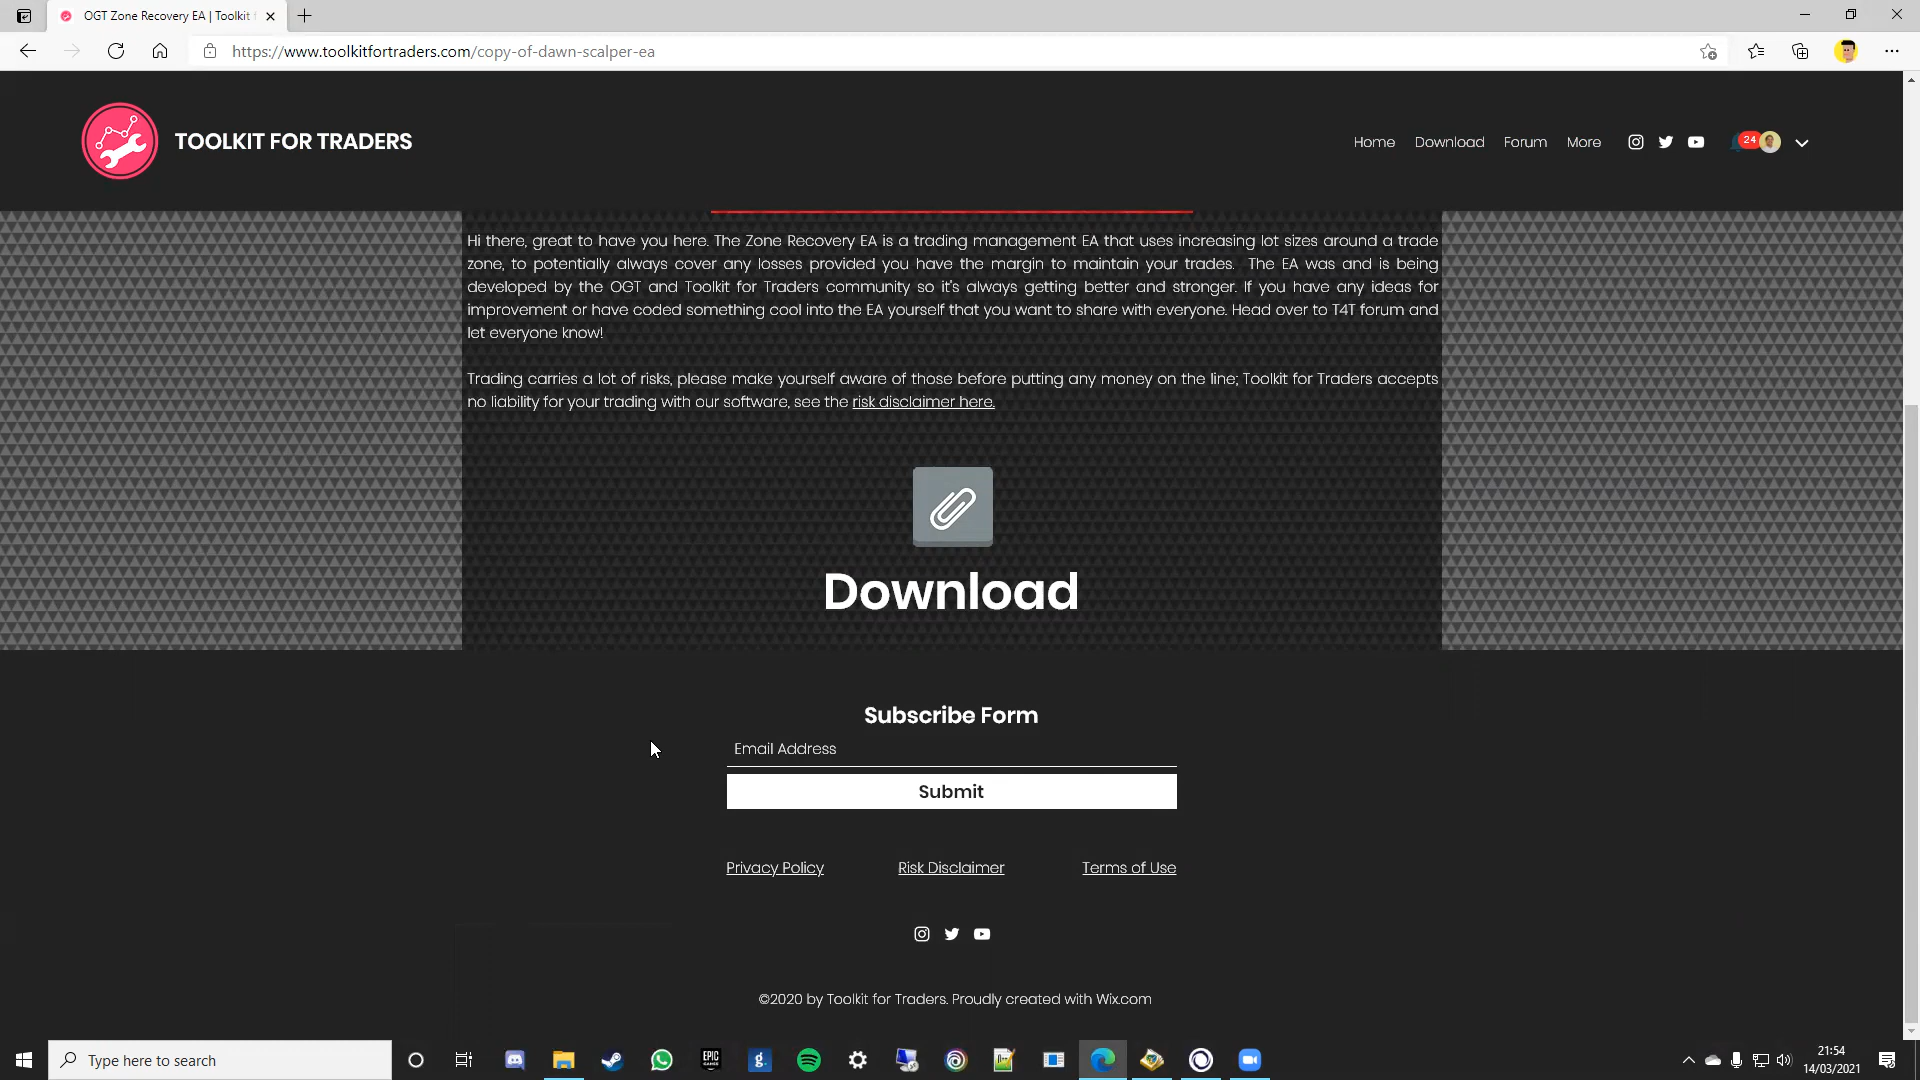 OGT Zone Recovery EA | Toolkit
https://www.toolkitfortraders.com/copy-of-dawn-scalper-ea
TOOLKIT FOR TRADERS
Home Download Forum More 24
Hi there, great to have you here. The Zone Recovery EA is a trading management EA that uses increasing lot sizes around a trade
zone, to potentially always cover any losses provided you have the margin to maintain your trades. The EA was and is being
developed by the OGT and Toolkit for Traders community so it's always getting better and stronger. If you have any ideas for
improvement or have coded something cool into the EA yourself that you want to share with everyone. Head over to T4T forum and
let everyone know!
Trading carries a lot of risks, please make yourself aware of those before putting any money on the line; Toolkit for Traders accepts
no liability for your trading with our software, see the risk disclaimer here.
Download
Subscribe Form
Email Address
Submit
Privacy Policy Risk Disclaimer Terms of Use
©2020 by Toolkit for Traders. Proudly created with Wix.com
Type here to search
EPIC
g.
21:54
14/03/2021